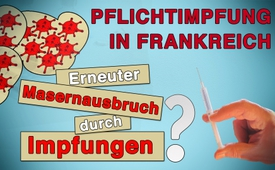 PFLICHTIMPFUNG
IN FRANKREICH
Erneuter
Masernausbruch
durch
Impfungen
?